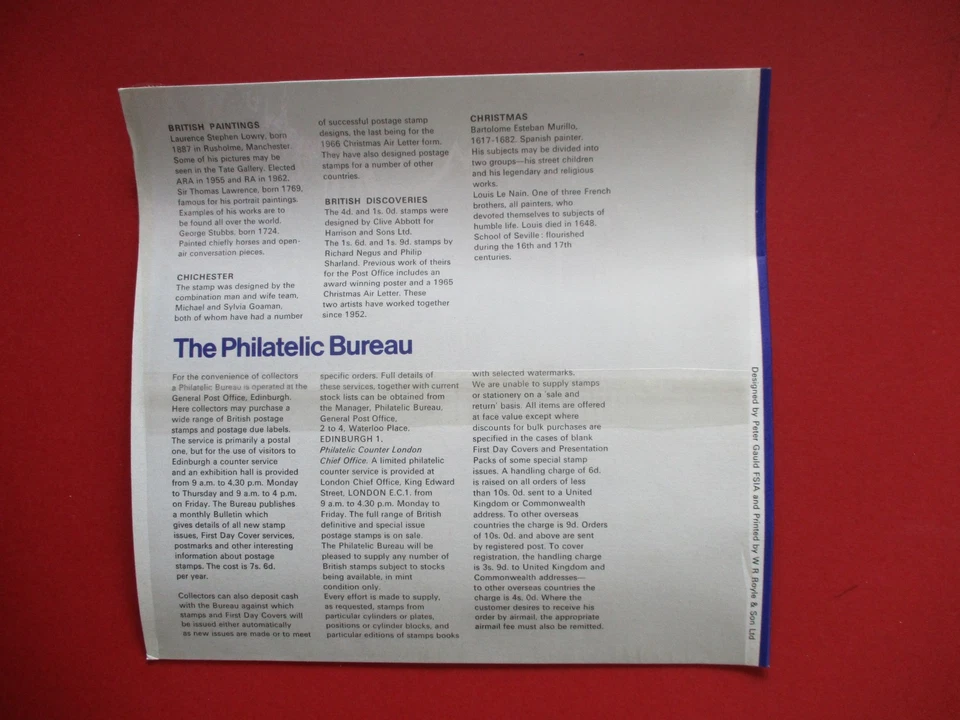 BRITISH PAINTINGS
Laurence Stephen Lowry, born
1887 in Rusholme, Manchester.
Some of his pictures may be
seen in the Tate Gallery. Elected
ARA in 1955 and RA in 1962.
Sir Thomas Lawrence, born 1769,
famous for his portrait paintings.
Examples of his works are to
be found all over the world.
George Stubbs, born 1724.
Painted chiefly horses and open-
air conversation pieces.
CHICHESTER
The stamp was designed by the
combination man and wife team,
Michael and Sylvia Goaman,
both of whom have had a number
of successful postage stamp
designs, the last being for the
1966 Christmas Air Letter form.
They have also designed postage
stamps for a number of other
countries.
BRITISH DISCOVERIES
The 4d. and 1s. 0d. stamps were
designed by Clive Abbott for
Harrison and Sons Ltd.
The 1s. 6d. and 1s. 9d. stamps by
Richard Negus and Philip
Sharland. Previous work of theirs
for the Post Office includes an
award winning poster and a 1965
Christmas Air Letter. These
two artists have worked together
since 1952.
CHRISTMAS
Bartolome Esteban Murillo,
1617-1682. Spanish painter.
His subjects may be divided into
two groups—his street children
and his legendary and religious
works.
Louis Le Nain. One of three French
brothers, all painters, who
devoted themselves to subjects of
humble life. Louis died in 1648.
School of Seville: flourished
during the 16th and 17th
centuries.
The Philatelic Bureau
For the convenience of collectors
a Philatelic Bureau is operated at the
General Post Office, Edinburgh.
Here collectors may purchase a
wide range of British postage
stamps and postage due labels.
The service is primarily a postal
one, but for the use of visitors to
Edinburgh a counter service
and an exhibition hall is provided
from 9 a.m. to 4.30 p.m. Monday
to Thursday and 9 a.m. to 4 p.m.
on Friday. The Bureau publishes
a monthly Bulletin which
gives details of all new stamp
issues, First Day Cover services,
postmarks and other interesting
information about postage
stamps. The cost is 7s. 6d.
per year.
Collectors can also deposit cash
with the Bureau against which
stamps and First Day Covers will
be issued either automatically
as new issues are made or to meet
specific orders. Full details of
these services, together with current
stock lists can be obtained from
the Manager, Philatelic Bureau,
General Post Office,
2 to 4, Waterloo Place,
EDINBURGH 1.
Philatelic Counter London
Chief Office. A limited philatelic
counter service is provided at
London Chief Office, King Edward
Street, LONDON E.C.1. from
9 a.m. to 4.30 p.m. Monday to
Friday. The full range of British
definitive and special issue
postage stamps is on sale.
The Philatelic Bureau will be
pleased to supply any number of
British stamps subject to stocks
being available, in mint
condition only.
Every effort is made to supply,
as requested, stamps from
particular cylinders or plates,
positions or cylinder blocks, and
particular editions of stamps books
with selected watermarks.
We are unable to supply stamps
or stationery on a 'sale and
return' basis. All items are offered
at face value except where
discounts for bulk purchases are
specified in the cases of blank
First Day Covers and Presentation
Packs of some special stamp
issues. A handling charge of 6d.
is raised on all orders of less
than 10s. 0d. sent to a United
Kingdom or Commonwealth
address. To other overseas
countries the charge is 9d. Orders
of 10s. 0d. and above are sent
by registered post. To cover
registration, the handling charge
is 3s. 9d. to United Kingdom and
Commonwealth addresses—
to other overseas countries the
charge is 4s. 0d. Where the
customer desires to receive his
order by airmail, the appropriate
airmail fee must also be remitted.
Designed by Peter Gauld FSIA and Printed by W R Royle & Son Ltd